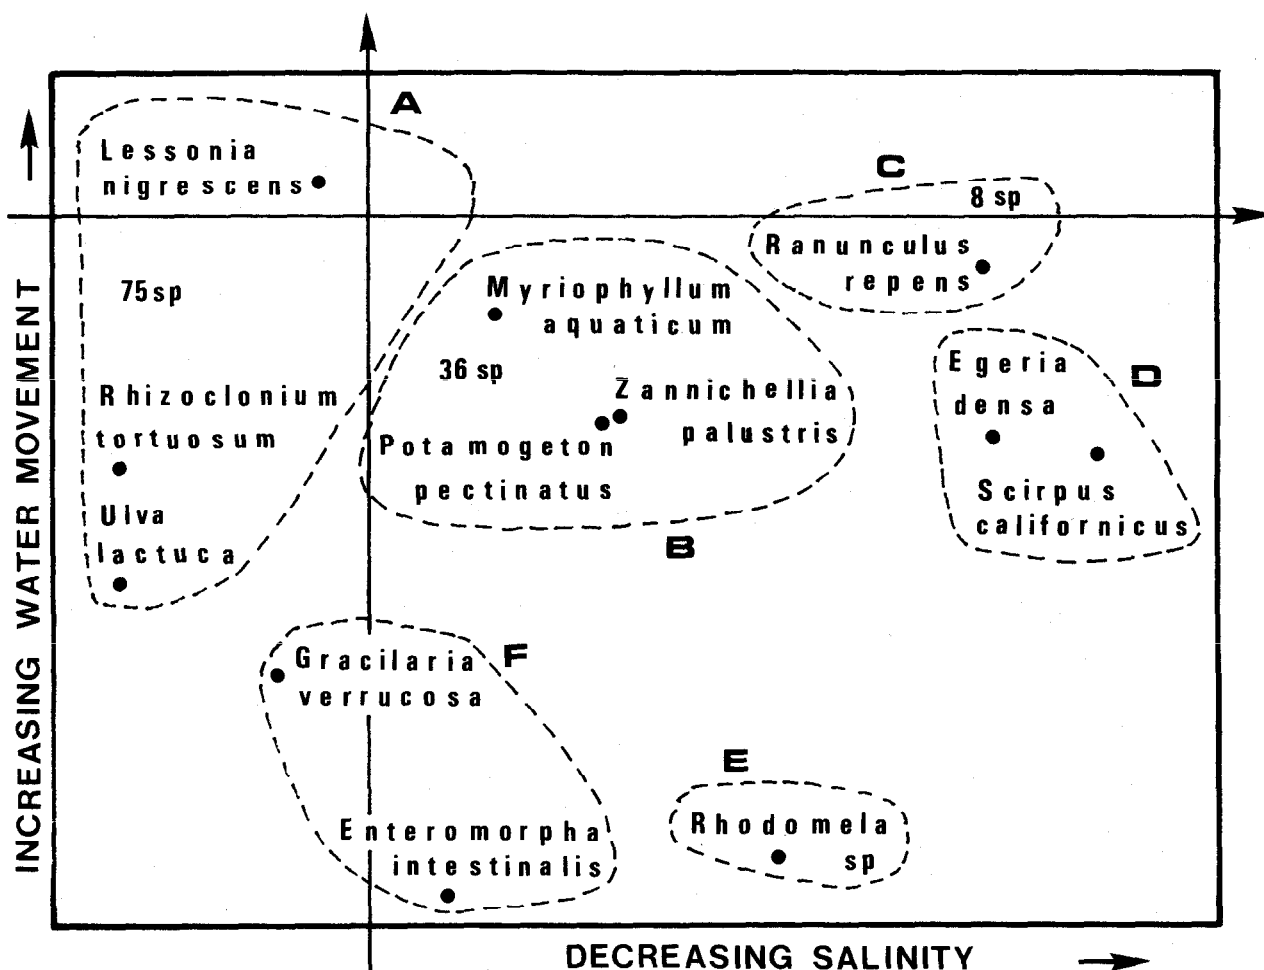 A
Lessonia
nigrescens
C
8 sp
Ranunculus
repens
75sp
Myriophyllum
aquaticum
36 sp
Egeria
densa
D
Rhizoclonium
tortuosum
Zannichellia
palustris
Potamogeton
pectinatus
Scirpus
californicus
Ulva
lactuca
B
Gracilaria
verrucosa
F
E
Rhodomela
sp
Enteromorpha
intestinalis
INCREASING WATER MOVEMENT
DECREASING SALINITY